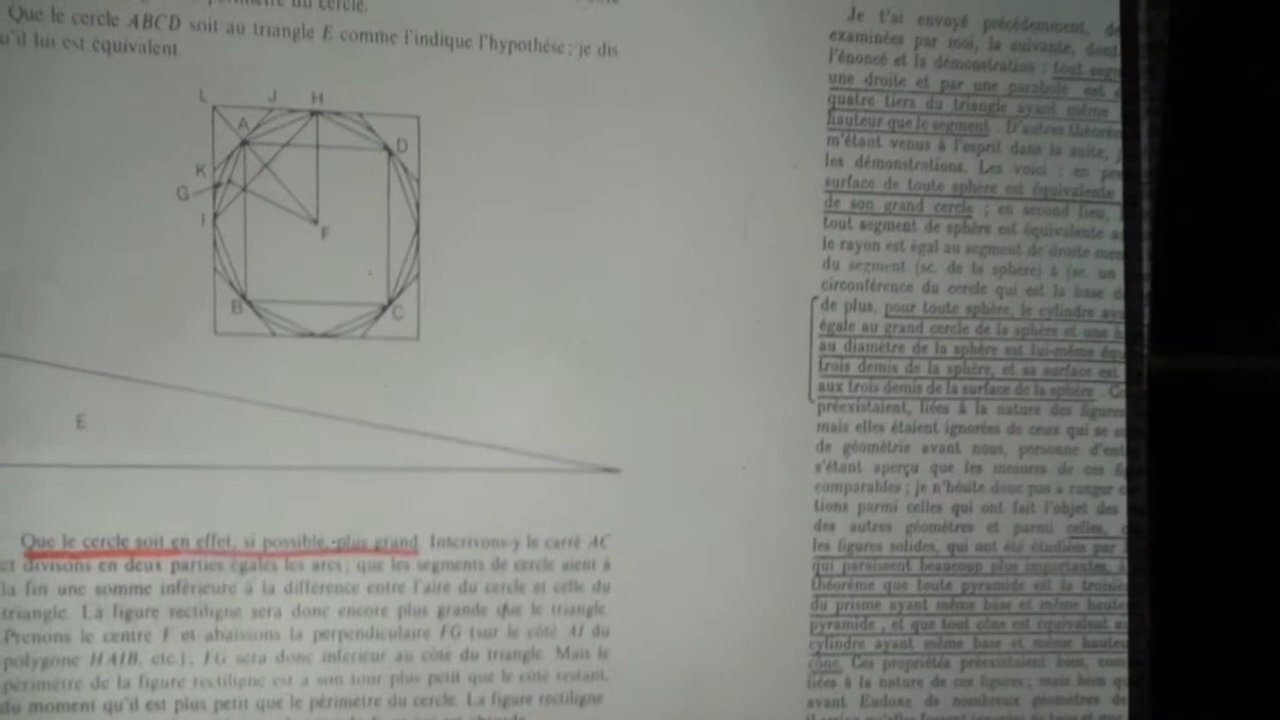 du cercle.
Que le cercle ABCD soit au triangle E comme l'indique l'hypothèse ; je dis
qu'il lui est équivalent.
L J H
A
D
K
G
I
F
B
C
E
Que le cercle soit en effet, si possible, plus grand. Inscrivons-y le carré AC
et divisons en deux parties égales les arcs ; que les segments de cercle aient à
la fin une somme inférieure à la différence entre l'aire du cercle et celle du
triangle. La figure rectiligne sera donc encore plus grande que le triangle.
Prenons le centre F et abaissons la perpendiculaire FG (sur le côté AI du
polygone HAIB, etc.) ; FG sera donc inférieur au côté du triangle. Mais le
périmètre de la figure rectiligne est à son tour plus petit que le côté restant,
du moment qu'il est plus petit que le périmètre du cercle. La figure rectiligne
Je t'ai envoyé précédemment,
examinées par moi, la suivante, dont
l'énoncé et la démonstration : tout
une droite et par une parabole est
quatre tiers du triangle ayant même
hauteur que le segment. D'autres
m'étant venus à l'esprit dans la suite,
les démonstrations. Les voici : en
surface de toute sphère est équivalente
de son grand cercle ; en second lieu,
tout segment de sphère est équivalente
le rayon est égal au segment de droite
du segment (sc. de la sphère) à (sc. un
circonférence du cercle qui est la base
de plus, pour toute sphère, le cylindre
égale au grand cercle de la sphère et une
au diamètre de la sphère est lui-même
trois demis de la sphère, et sa surface est
aux trois demis de la surface de la sphère.
préexistaient, liées à la nature des figures
mais elles étaient ignorées de ceux qui se
de géométrie avant nous, personne
s'étant aperçu que les mesures de ces
comparables ; je n'hésite donc pas à ranger
tions parmi celles qui ont fait l'objet des
des autres géomètres et parmi celles,
les figures solides, qui ont été étudiées par
qui paraissent beaucoup plus importantes,
théorème que toute pyramide est la
du prisme ayant même base et même
pyramide, et que tout cône est équivalent
cylindre ayant même base et même
cône. Ces propriétés préexistaient bien,
liées à la nature de ces figures ; mais bien
avant Eudoxe de nombreux géomètres de